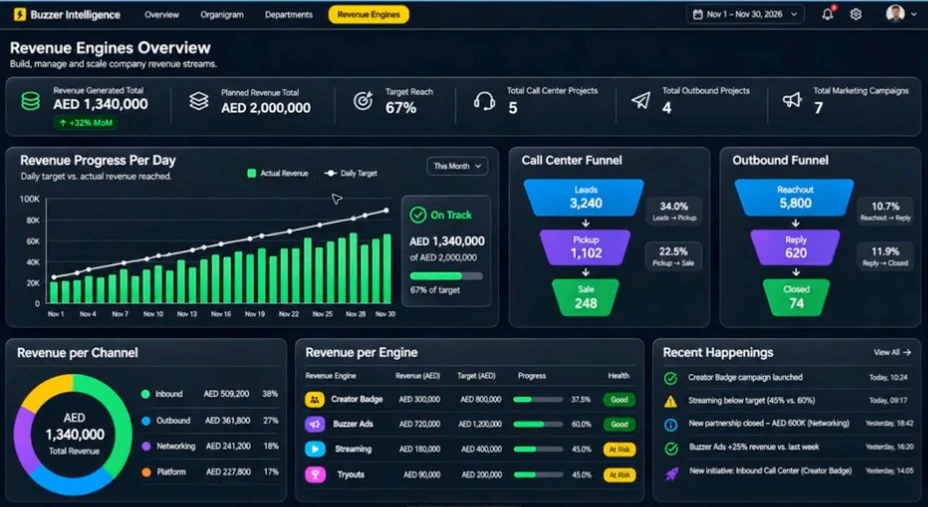 Buzzer Intelligence
Overview
Organigram
Departments
Revenue Engines
Nov 1 – Nov 30, 2026
Revenue Engines Overview
Build, manage and scale company revenue streams.
Revenue Generated Total
AED 1,340,000
↑ +32% MoM
Planned Revenue Total
AED 2,000,000
Target Reach
67%
Total Call Center Projects
5
Total Outbound Projects
4
Total Marketing Campaigns
7
Revenue Progress Per Day
Daily target vs. actual revenue reached.
Actual Revenue
Daily Target
This Month
100K
80K
60K
40K
20K
0
Nov 1 Nov 4 Nov 7 Nov 10 Nov 13 Nov 16 Nov 19 Nov 22 Nov 25 Nov 28 Nov 30
On Track
AED 1,340,000
of AED 2,000,000
67% of target
Call Center Funnel
Leads
3,240
34.0%
Leads → Pickup
Pickup
1,102
22.5%
Pickup → Sale
Sale
248
Outbound Funnel
Reachout
5,800
10.7%
Reachout → Reply
Reply
620
11.9%
Reply → Closed
Closed
74
Revenue per Channel
AED
1,340,000
Total Revenue
Inbound AED 509,200 38%
Outbound AED 361,800 27%
Networking AED 241,200 18%
Platform AED 227,800 17%
Revenue per Engine
Revenue Engine Revenue (AED) Target (AED) Progress Health
Creator Badge AED 300,000 AED 800,000 37.5% Good
Buzzer Ads AED 720,000 AED 1,200,000 60.0% Good
Streaming AED 180,000 AED 400,000 45.0% At Risk
Tryouts AED 90,000 AED 200,000 45.0% At Risk
Recent Happenings
View All →
Creator Badge campaign launched Today, 10:24
Streaming below target (45% vs. 60%) Today, 09:17
New partnership closed – AED 600K (Networking) Yesterday, 18:42
Buzzer Ads +25% revenue vs. last week Yesterday, 16:20
New initiative: Inbound Call Center (Creator Badge) Yesterday, 14:05